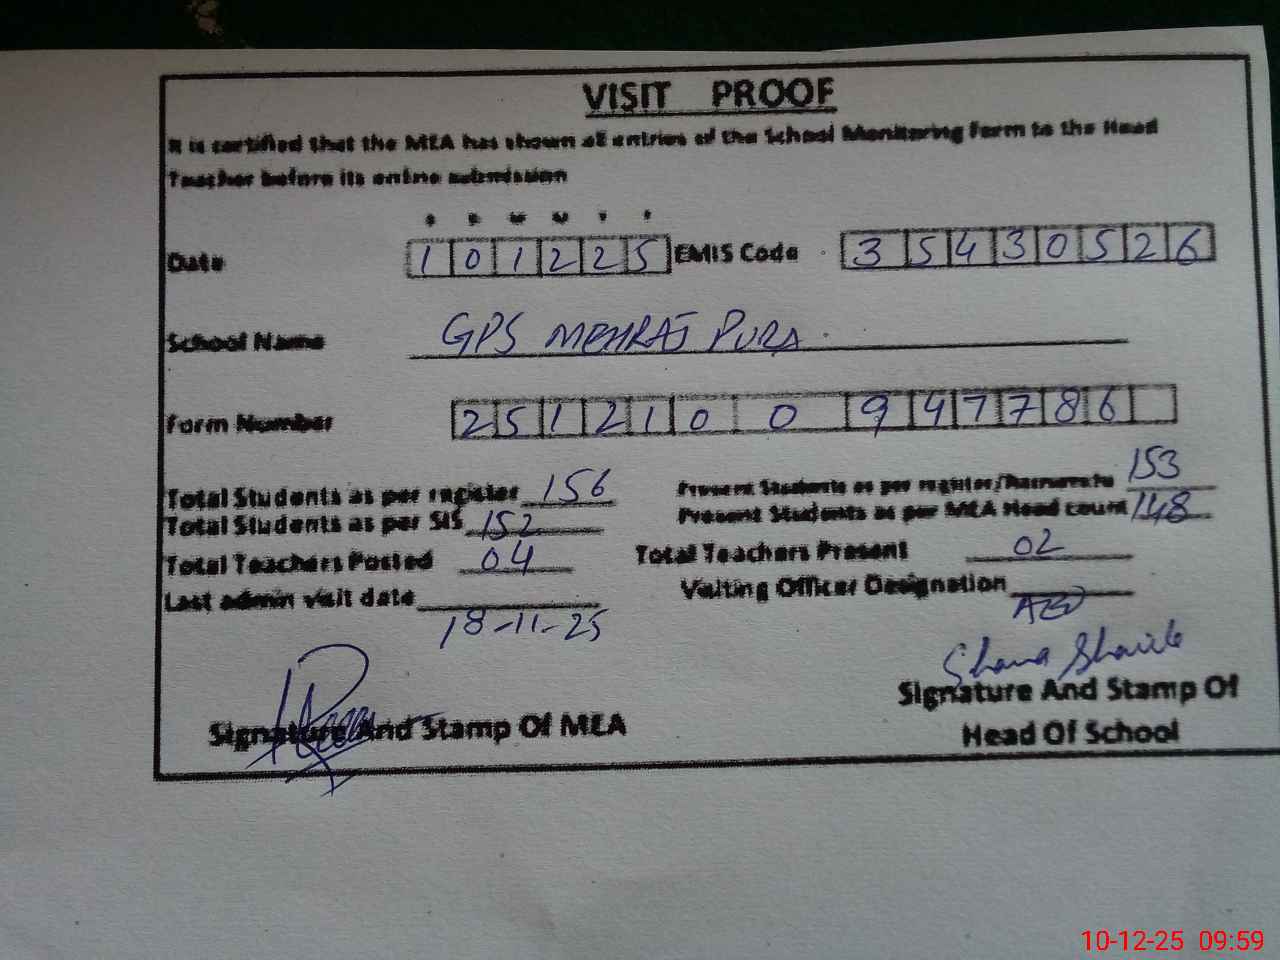 VISIT PROOF
It is certified that the MEA has shown all entries of the School Monitoring Form to the Head
Teacher before its online submission
Date 101225 EMIS Code 35430526
School Name GPS MEHRAJ PURA.
Form Number 2512100947786
Total Students as per register 156 Present Students as per register/Performa to 153
Total Students as per SIS 152 Present Students as per MEA Head count 148
Total Teachers Posted 04 Total Teachers Present 02
Last admin visit date 18-11-25 Visiting Officer Designation AEO
Signature And Stamp Of MEA
Signature And Stamp Of
Head Of School
10-12-25 09:59